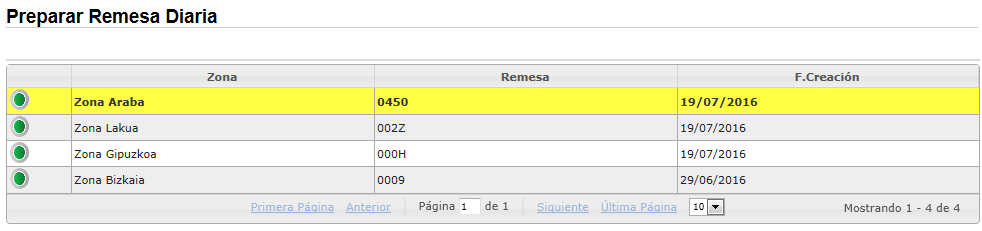 Preparar Remesa Diaria
Zona Remesa F.Creación
Zona Araba 0450 19/07/2016
Zona Lakua 002Z 19/07/2016
Zona Gipuzkoa 000H 19/07/2016
Zona Bizkaia 0009 29/06/2016
Primera Página Anterior Página 1 de 1 Siguiente Última Página 10 Mostrando 1 - 4 de 4